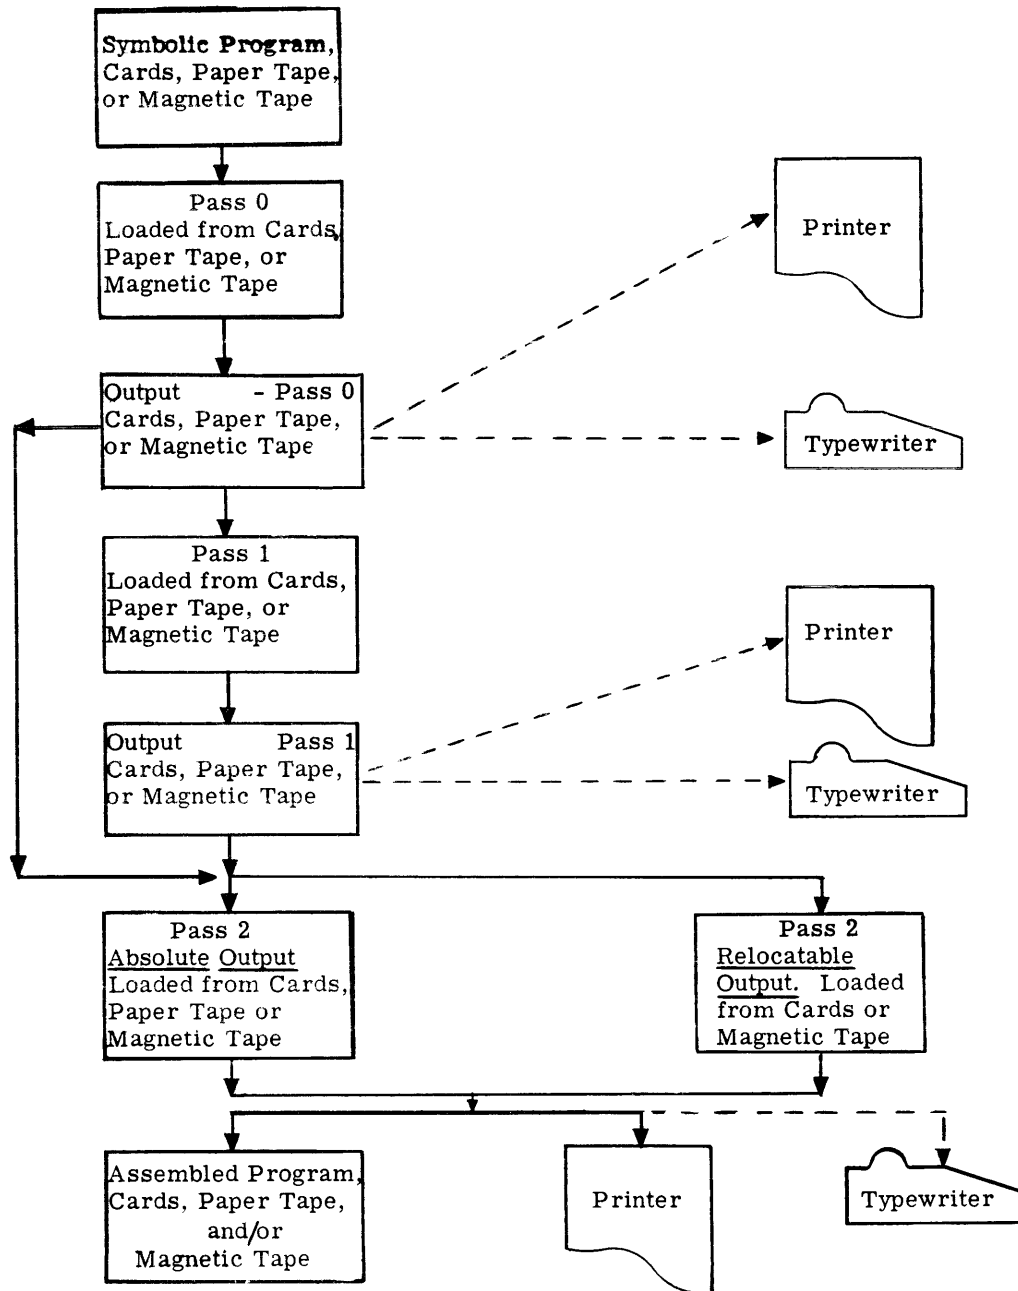 Symbolic Program,
Cards, Paper Tape,
or Magnetic Tape
Pass 0
Loaded from Cards,
Paper Tape, or
Magnetic Tape
Printer
Output - Pass 0
Cards, Paper Tape,
or Magnetic Tape
Typewriter
Pass 1
Loaded from Cards,
Paper Tape, or
Magnetic Tape
Printer
Output Pass 1
Cards, Paper Tape,
or Magnetic Tape
Typewriter
Pass 2
Absolute Output
Loaded from Cards,
Paper Tape or
Magnetic Tape
Pass 2
Relocatable
Output. Loaded
from Cards or
Magnetic Tape
Assembled Program,
Cards, Paper Tape,
and/or
Magnetic Tape
Printer
Typewriter